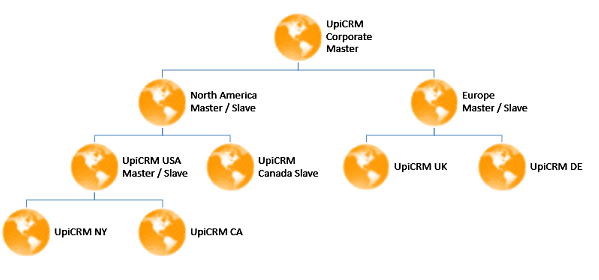 UpiCRM
Corporate
Master
North America
Master / Slave
Europe
Master / Slave
UpiCRM USA
Master / Slave
UpiCRM
Canada Slave
UpiCRM UK
UpiCRM DE
UpiCRM NY
UpiCRM CA